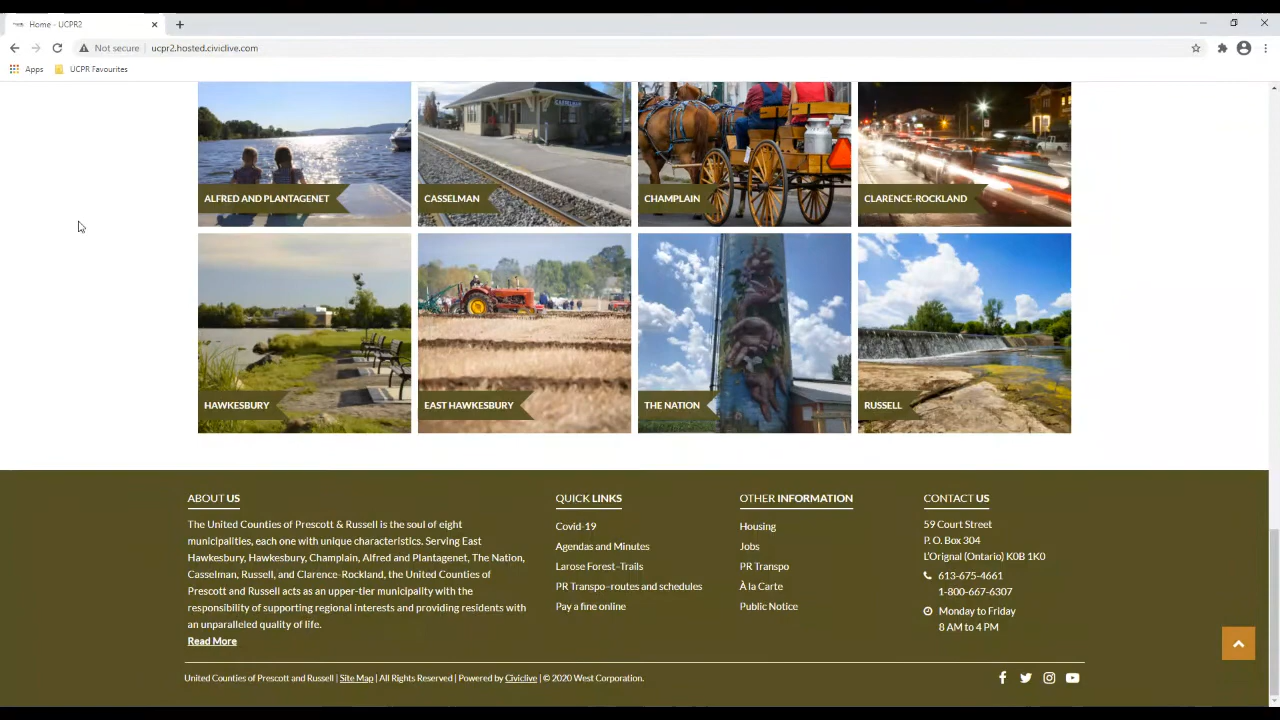 Home - UCPR2
Not secure ucpr2.hosted.civiclive.com
Apps UCPR Favourites
CASSELMAN
ALFRED AND PLANTAGENET
CASSELMAN
CHAMPLAIN
CLARENCE-ROCKLAND
HAWKESBURY
EAST HAWKESBURY
THE NATION
RUSSELL
ABOUT US
The United Counties of Prescott & Russell is the soul of eight
municipalities, each one with unique characteristics. Serving East
Hawkesbury, Hawkesbury, Champlain, Alfred and Plantagenet, The Nation,
Casselman, Russell, and Clarence-Rockland, the United Counties of
Prescott and Russell acts as an upper-tier municipality with the
responsibility of supporting regional interests and providing residents with
an unparalleled quality of life.
Read More
QUICK LINKS
Covid-19
Agendas and Minutes
Larose Forest–Trails
PR Transpo–routes and schedules
Pay a fine online
OTHER INFORMATION
Housing
Jobs
PR Transpo
À la Carte
Public Notice
CONTACT US
59 Court Street
P. O. Box 304
L'Orignal (Ontario) K0B 1K0
613-675-4661
1-800-667-6307
Monday to Friday
8 AM to 4 PM
United Counties of Prescott and Russell | Site Map | All Rights Reserved | Powered by Civiclive | © 2020 West Corporation.